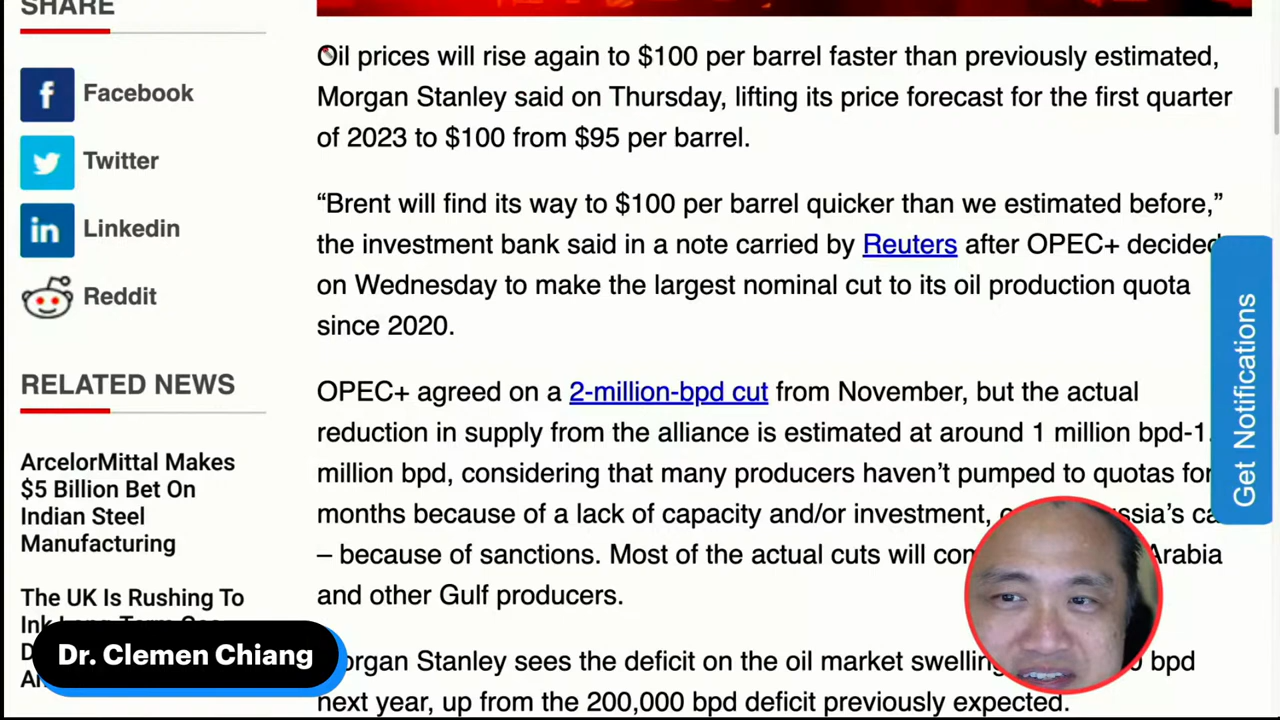 SHARE
Facebook
Twitter
Linkedin
Reddit
RELATED NEWS
ArcelorMittal Makes
$5 Billion Bet On
Indian Steel
Manufacturing
The UK Is Rushing To
Dr. Clemen Chiang
Oil prices will rise again to $100 per barrel faster than previously estimated,
Morgan Stanley said on Thursday, lifting its price forecast for the first quarter
of 2023 to $100 from $95 per barrel.
“Brent will find its way to $100 per barrel quicker than we estimated before,”
the investment bank said in a note carried by Reuters after OPEC+ decided
on Wednesday to make the largest nominal cut to its oil production quota
since 2020.
OPEC+ agreed on a 2-million-bpd cut from November, but the actual
reduction in supply from the alliance is estimated at around 1 million bpd-1.
million bpd, considering that many producers haven’t pumped to quotas for
months because of a lack of capacity and/or investment,
– because of sanctions. Most of the actual cuts will Arabia
and other Gulf producers.
Morgan Stanley sees the deficit on the oil market swelling bpd
next year, up from the 200,000 bpd deficit previously expected.
Get Notifications